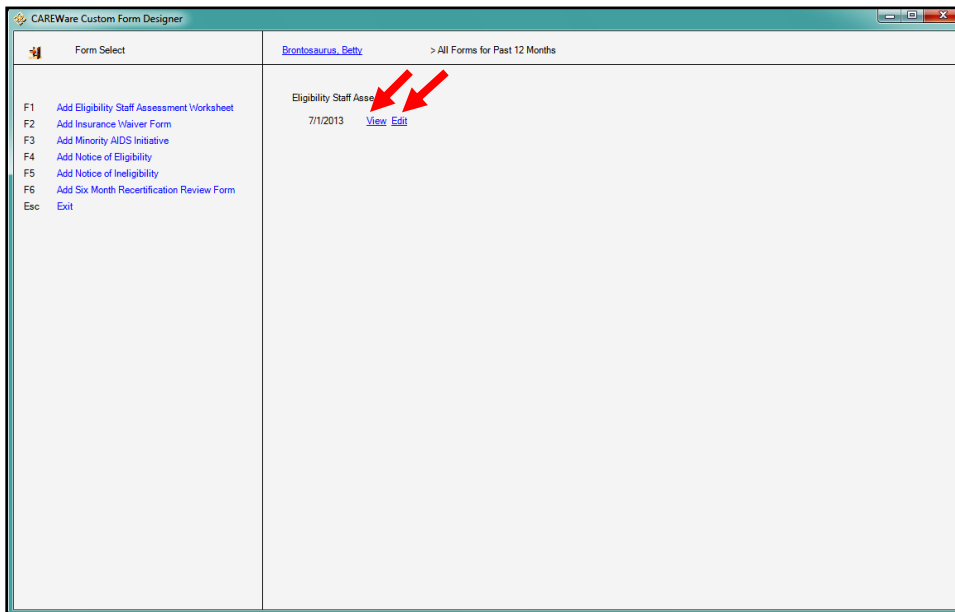 CAREWare Custom Form Designer
Form Select
Brontosaurus, Betty > All Forms for Past 12 Months
F1 Add Eligibility Staff Assessment Worksheet
F2 Add Insurance Waiver Form
F3 Add Minority AIDS Initiative
F4 Add Notice of Eligibility
F5 Add Notice of Ineligibility
F6 Add Six Month Recertification Review Form
Esc Exit
Eligibility Staff
7/1/2013 View Edit